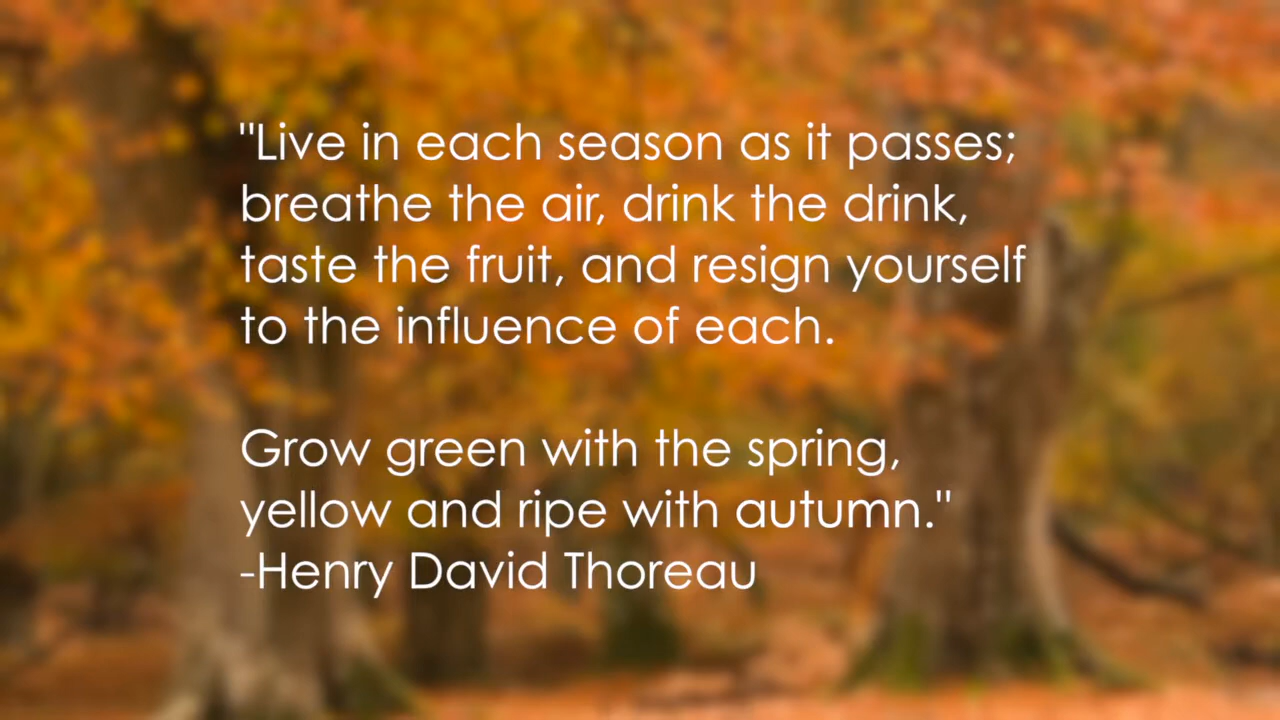 "Live in each season as it passes;
breathe the air, drink the drink,
taste the fruit, and resign yourself
to the influence of each.
Grow green with the spring,
yellow and ripe with autumn."
-Henry David Thoreau